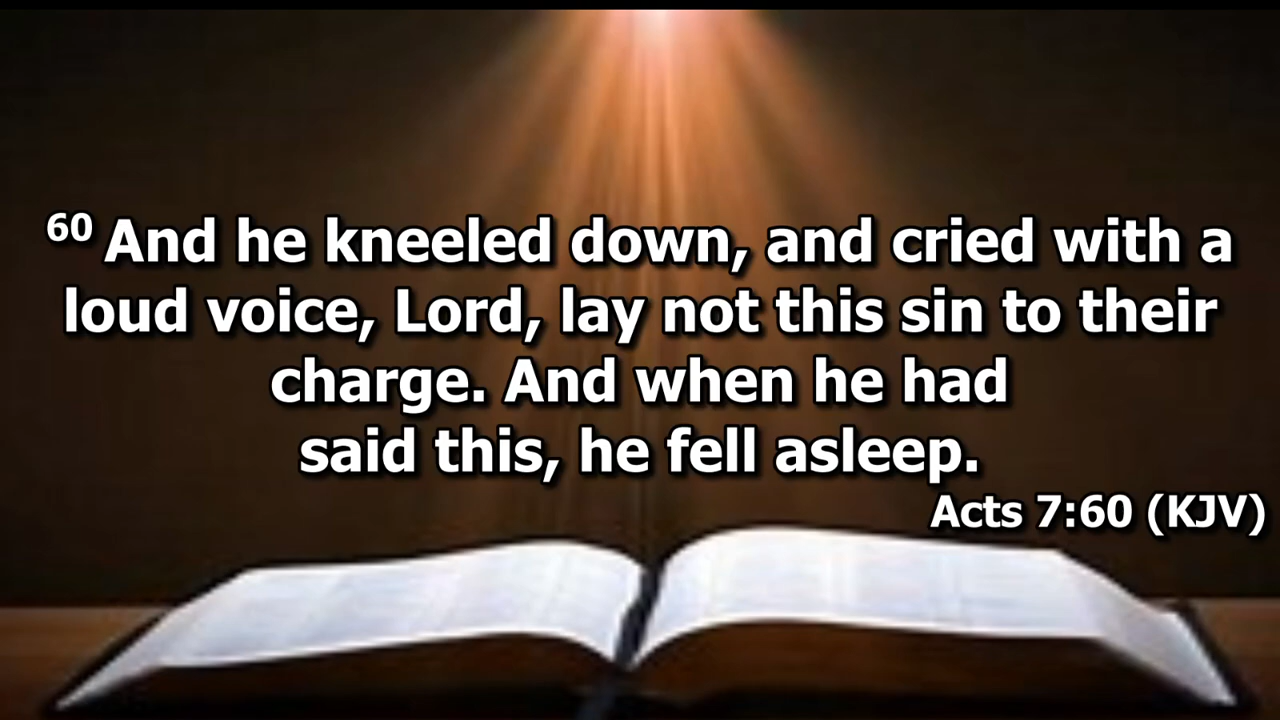 60 And he kneeled down, and cried with a
loud voice, Lord, lay not this sin to their
charge. And when he had
said this, he fell asleep.
Acts 7:60 (KJV)